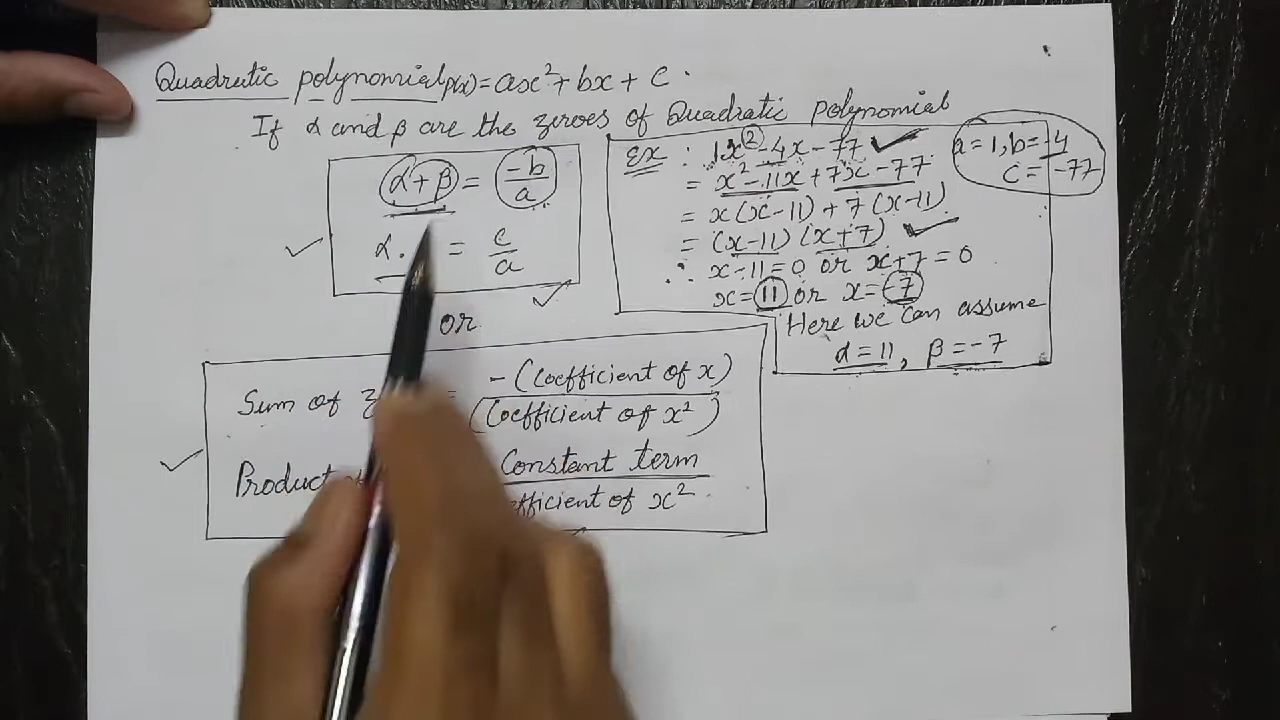 Quadratic polynomial p(x) = ax² + bx + c.
If α and β are the zeroes of Quadratic polynomial
α + β = -b/a
α. = c/a
or
Sum of = -(Coefficient of x)/(Coefficient of x²)
Product Constant term/of x²
Ex : 1x² - 4x - 77
= x² - 11x + 7x - 77
= x(x - 11) + 7(x - 11)
= (x - 11) (x + 7)
∴ x - 11 = 0 or x + 7 = 0
x = 11 or x = -7
Here we can assume
α = 11, β = -7
a = 1, b = -4
c = -77